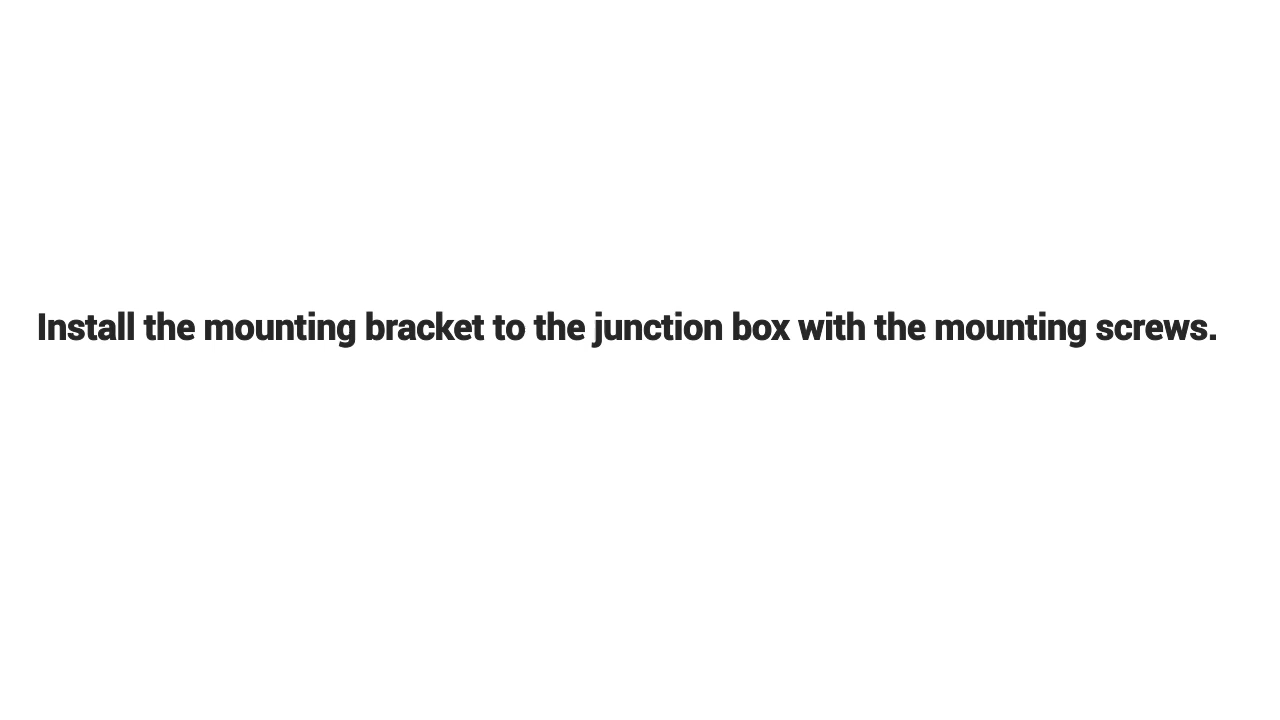 Install the mounting bracket to the junction box with the mounting screws.